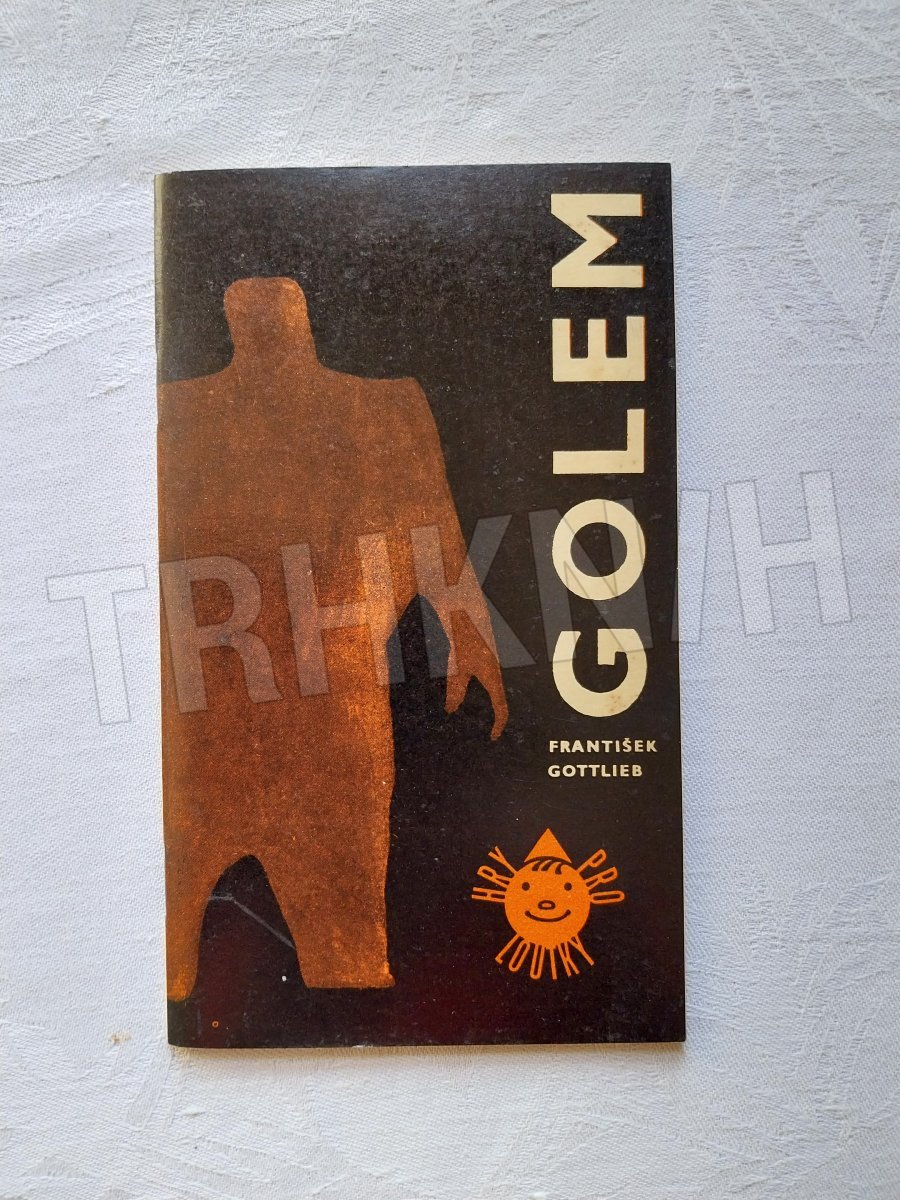 GOLEM
FRANTIŠEK
GOTTLIEB
HRY PRO
LOUTKY
TRHKNIH